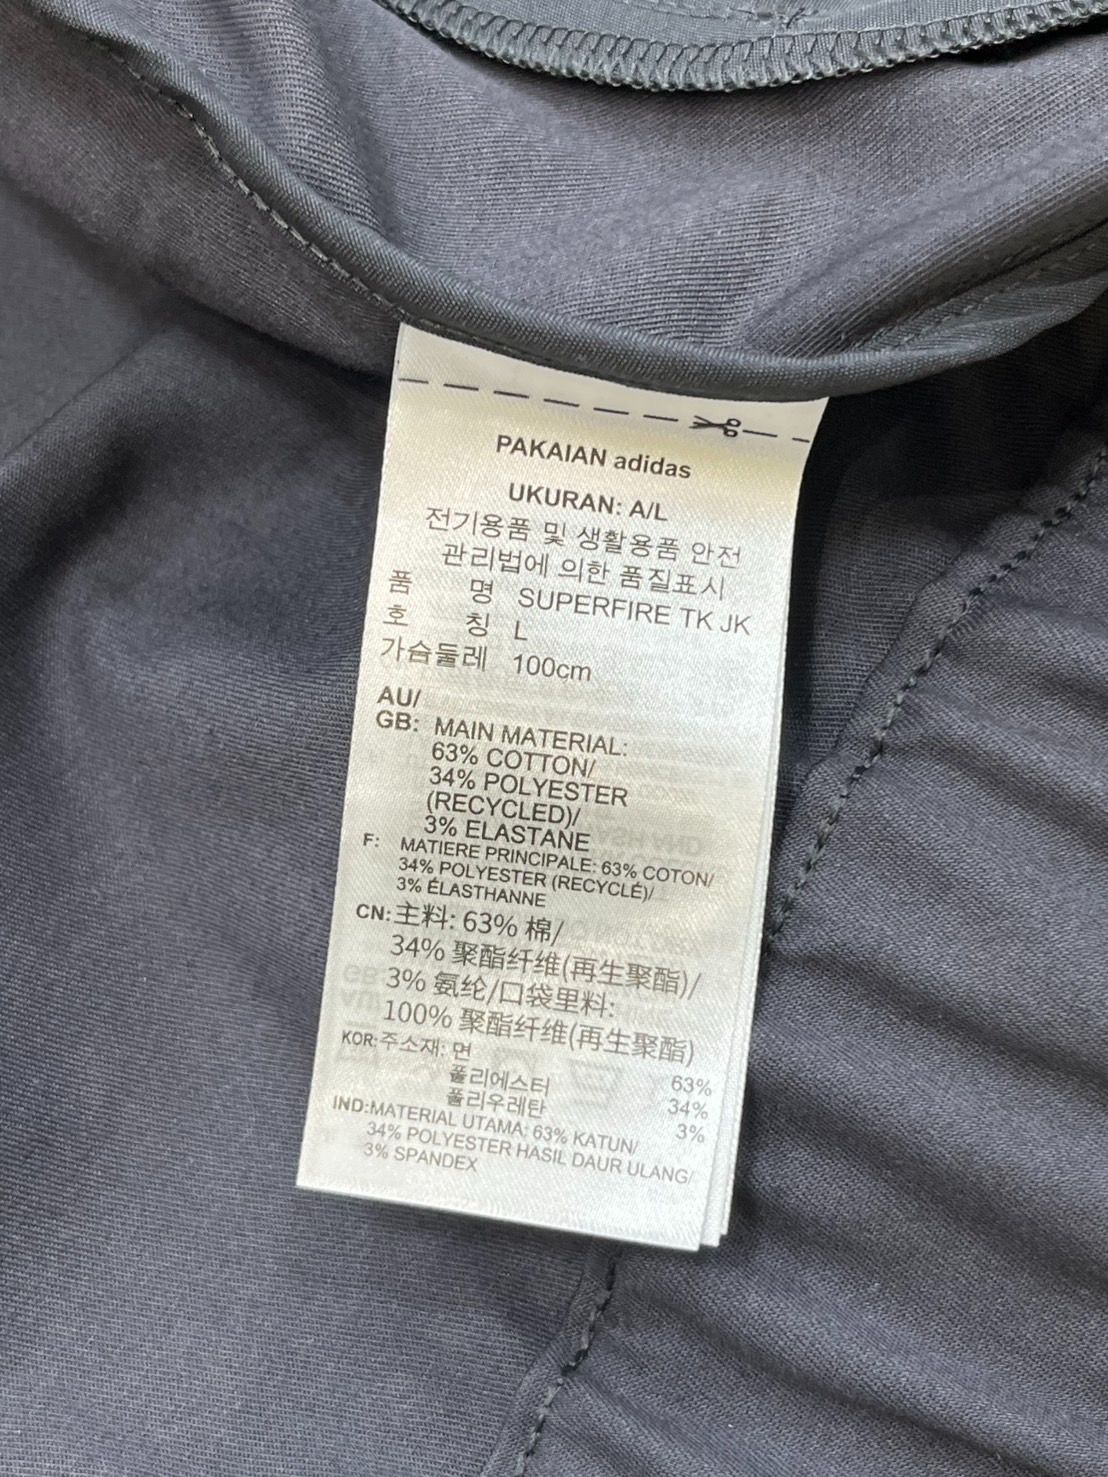 PAKAIAN adidas
UKURAN: A/L
전기용품 및 생활용품 안전
관리법에 의한 품질표시
품 명 SUPERFIRE TK JK
호 칭 L
가슴둘레 100cm
AU/
GB: MAIN MATERIAL:
63% COTTON/
34% POLYESTER
(RECYCLED)/
3% ELASTANE
F: MATIERE PRINCIPALE: 63% COTON/
34% POLYESTER (RECYCLÉ)/
3% ÉLASTHANNE
CN: 主料: 63% 棉/
34% 聚酯纤维(再生聚酯)/
3% 氨纶/口袋里料:
100% 聚酯纤维(再生聚酯)
KOR: 주소재: 면 63%
폴리에스터 34%
폴리우레탄 3%
IND:MATERIAL UTAMA: 63% KATUN/
34% POLYESTER HASIL DAUR ULANG/
3% SPANDEX